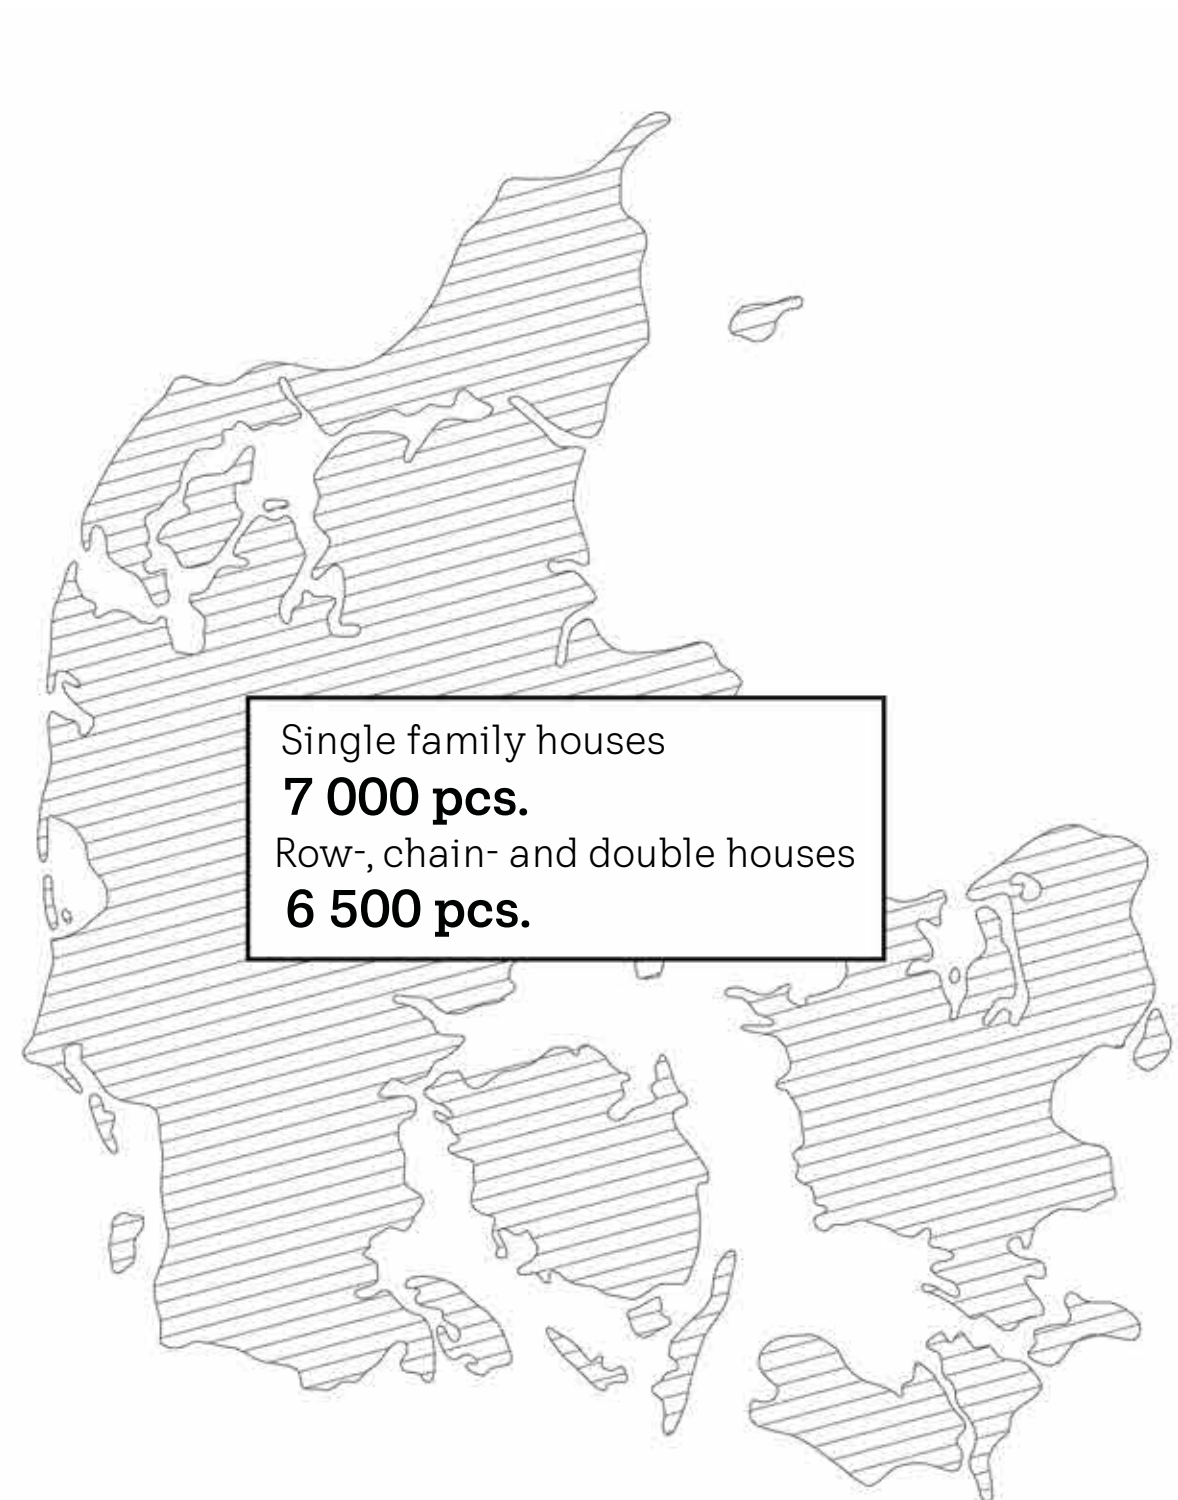 Single family houses
7 000 pcs.
Row-, chain- and double houses
6 500 pcs.